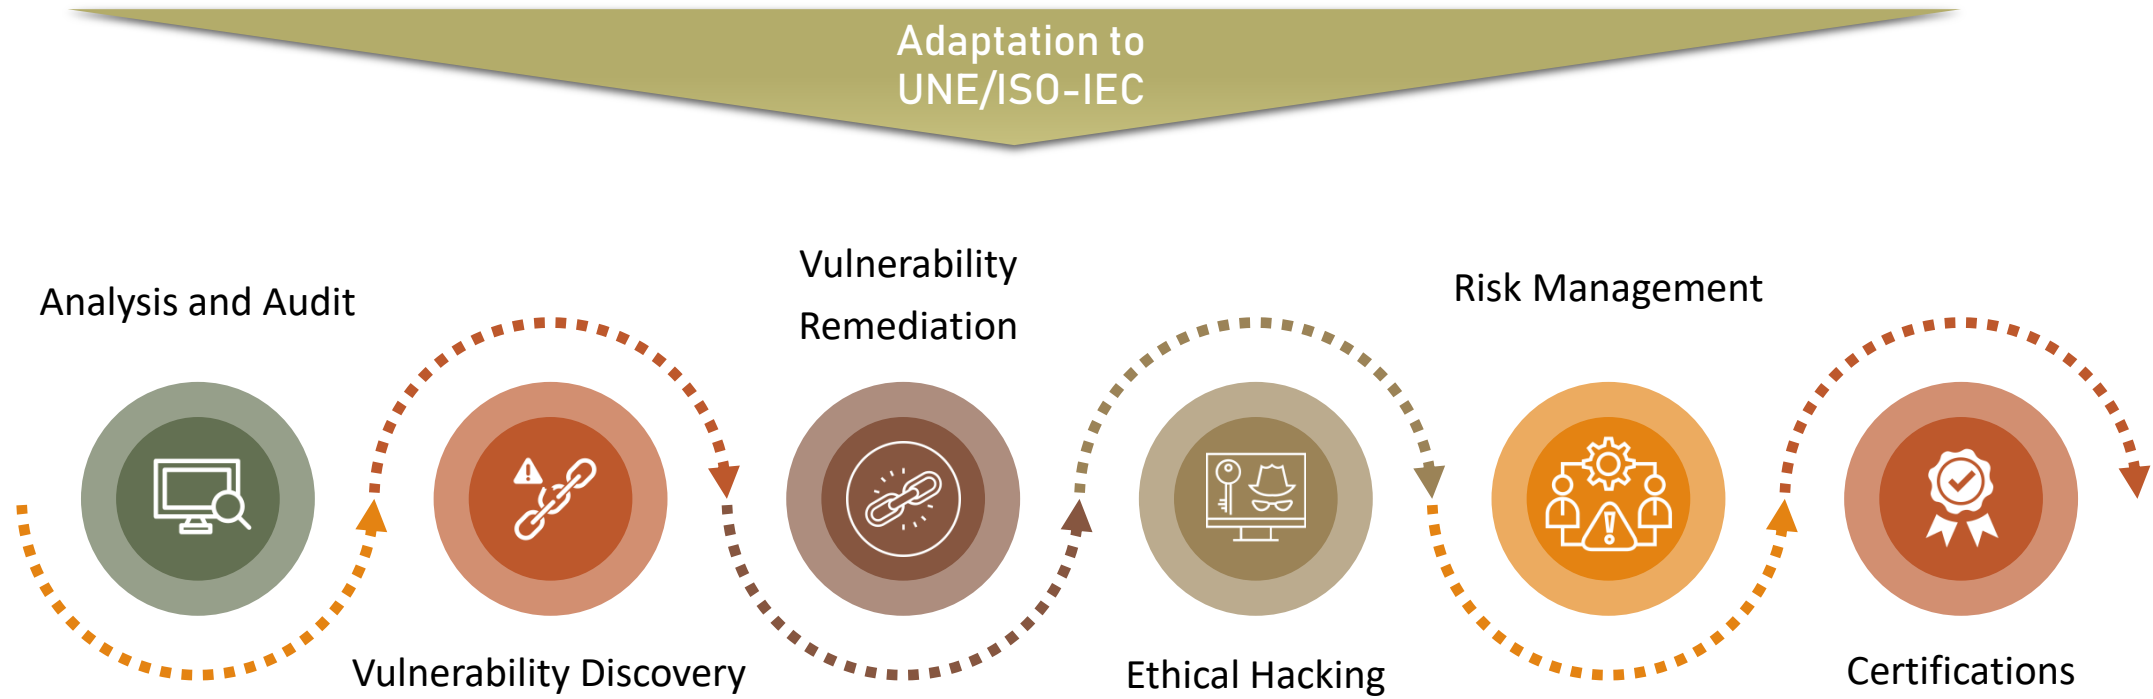 Adaptation to
UNE/ISO-IEC
Analysis and Audit
Vulnerability Discovery
Vulnerability
Remediation
Ethical Hacking
Risk Management
Certifications